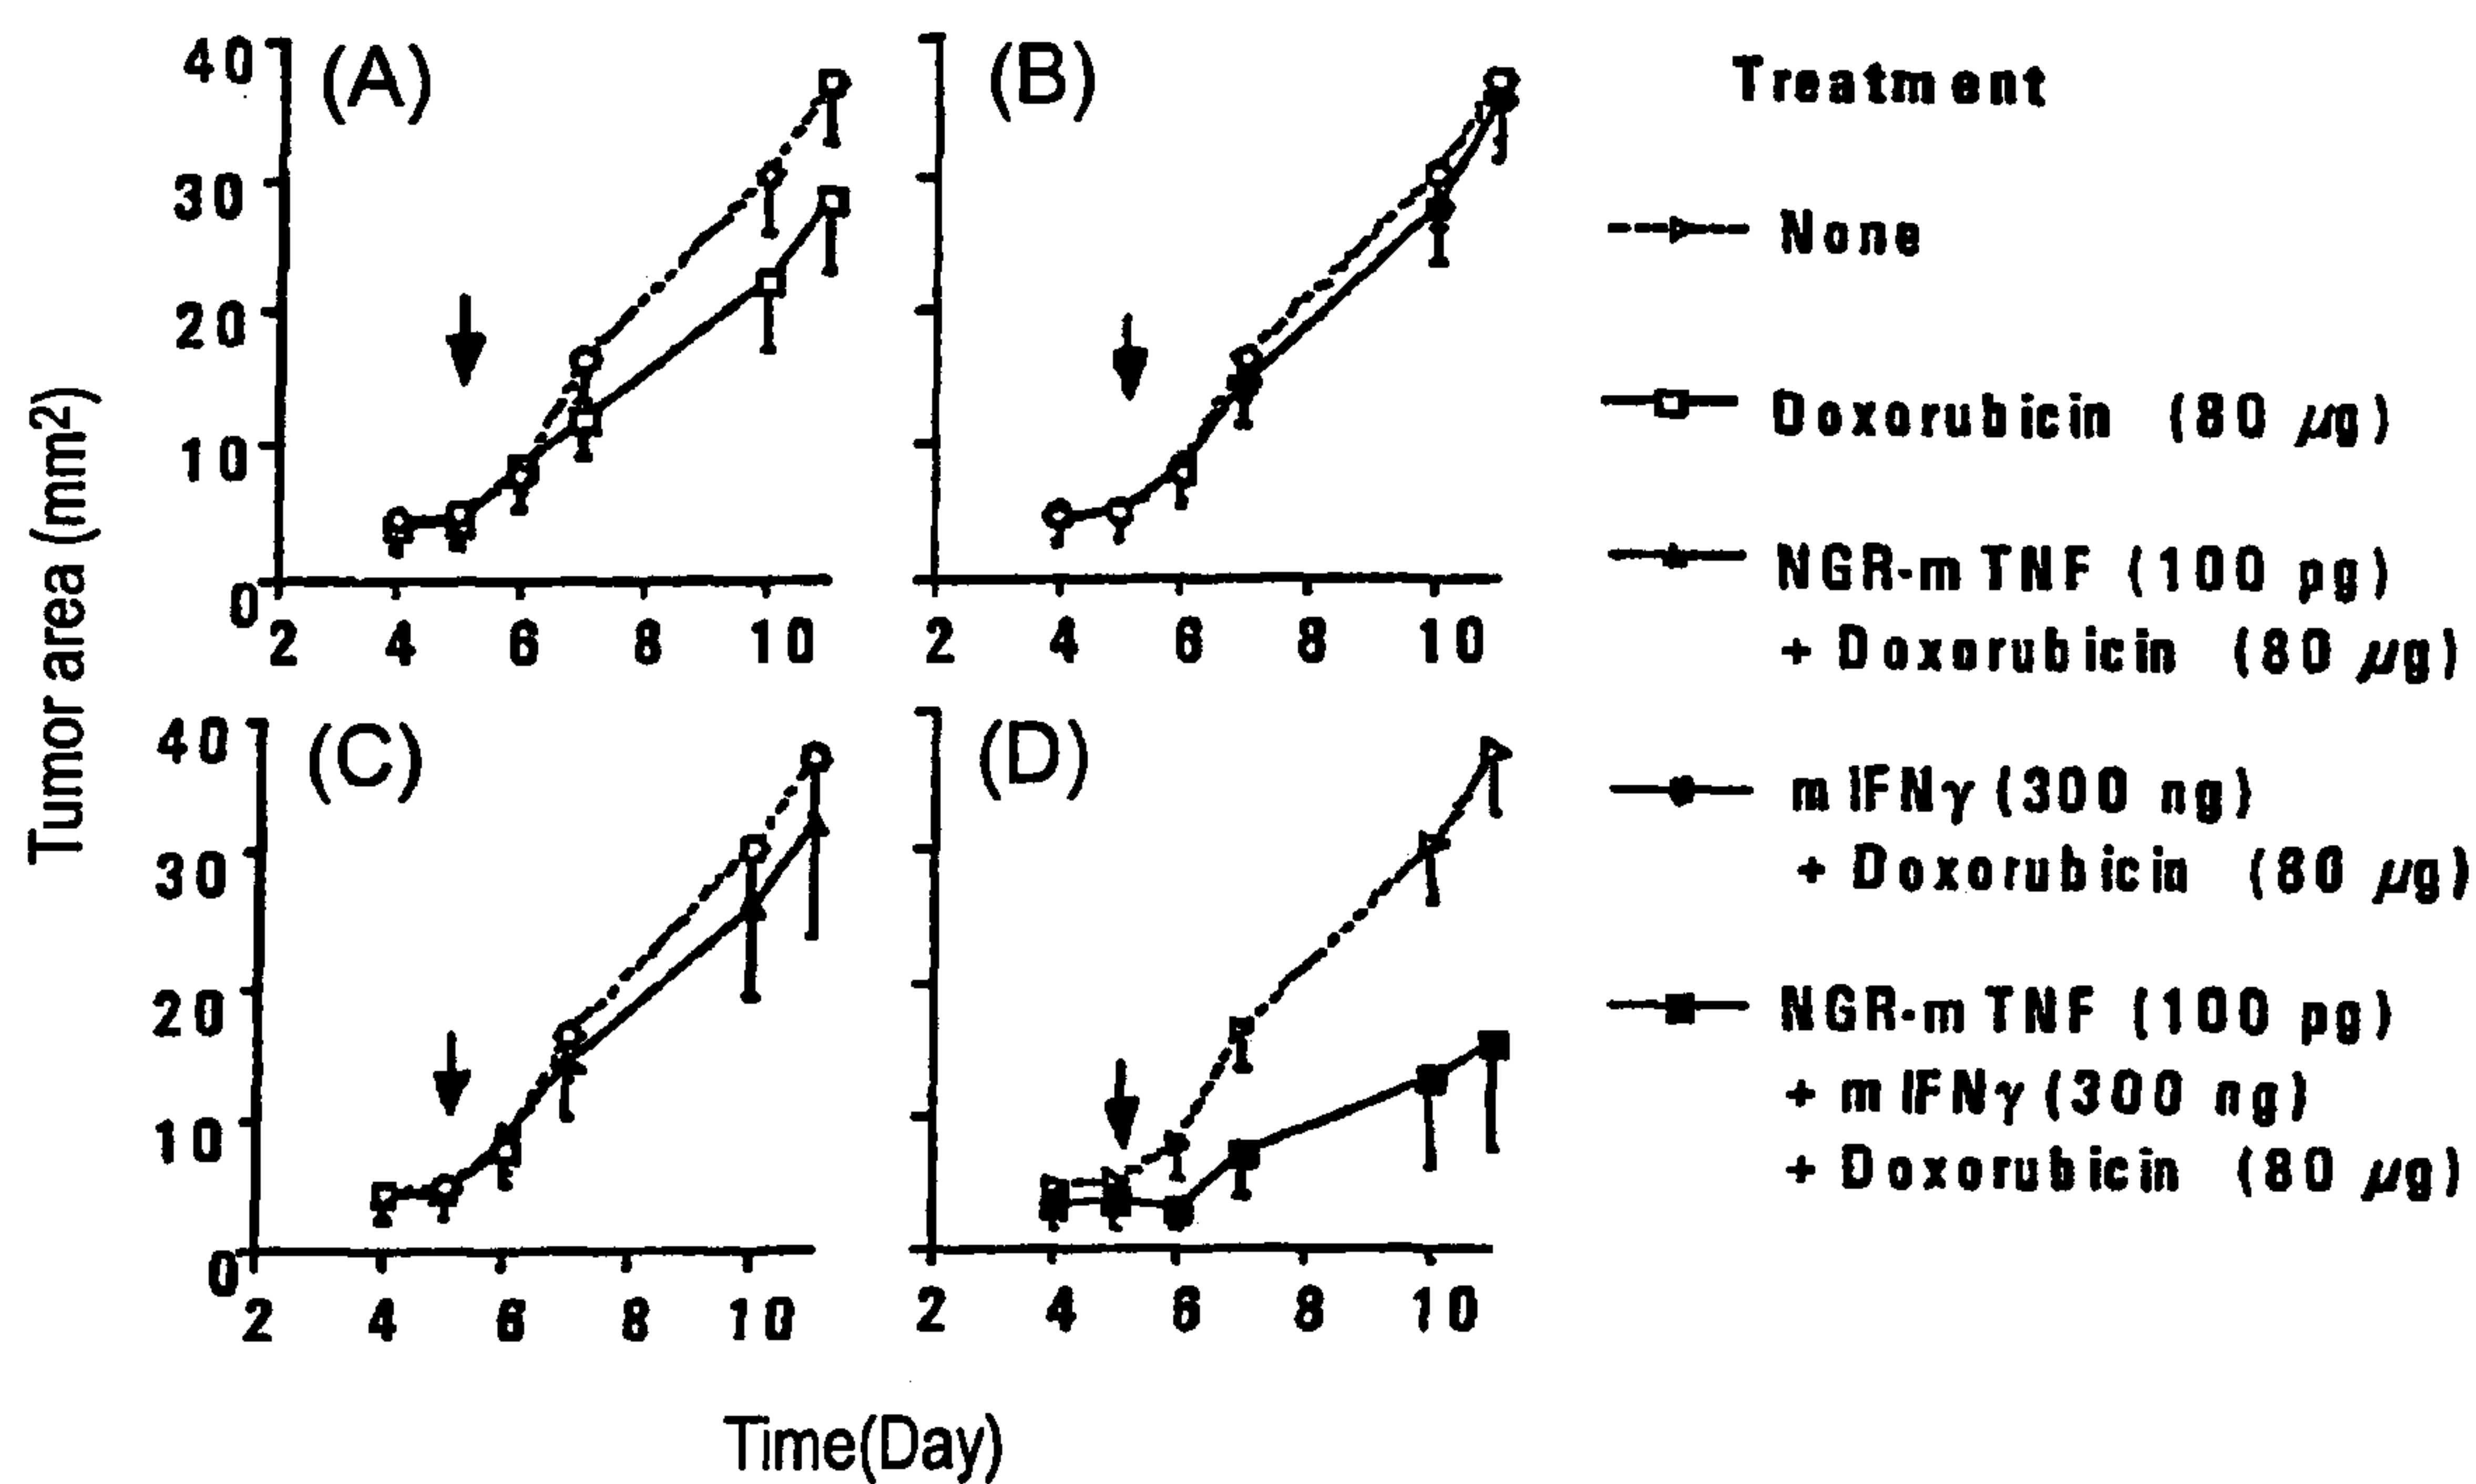 (A)
(B)
(C)
(D)
40
30
20
10
0
2 4 6 8 10
2 4 6 8 10
40
30
20
10
0
2 4 6 8 10
2 4 6 8 10
Tumor area (mm2)
Time(Day)
Treatment
None
Doxorubicin (80 µg)
NGR-mTNF (100 pg)
+ Doxorubicin (80 µg)
mIFNγ (300 ng)
+ Doxorubicin (80 µg)
NGR-mTNF (100 pg)
+ mIFNγ (300 ng)
+ Doxorubicin (80 µg)